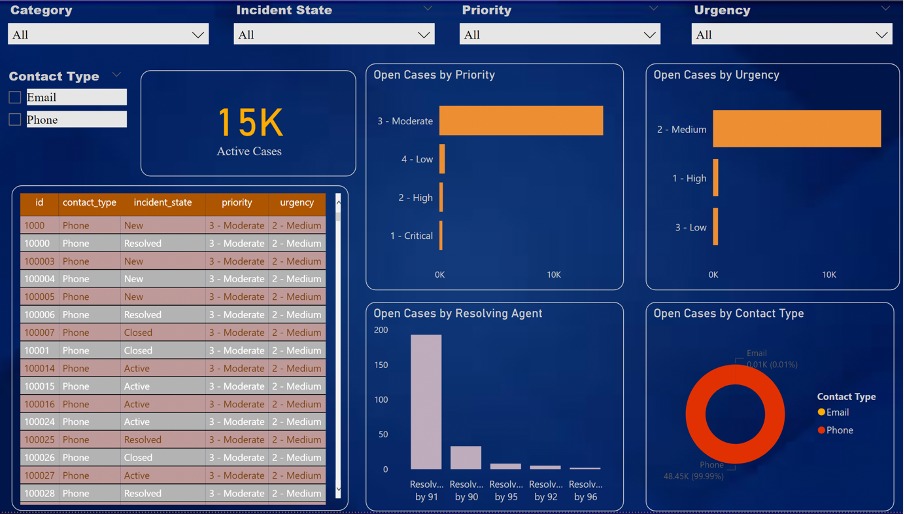 Category
Incident State
Priority
Urgency
All
All
All
All
Contact Type
Email
Phone
15K
Active Cases
id contact_type incident_state priority urgency
1000 Phone New 3 - Moderate 2 - Medium
10000 Phone Resolved 3 - Moderate 2 - Medium
100003 Phone New 3 - Moderate 2 - Medium
100004 Phone New 3 - Moderate 2 - Medium
100005 Phone New 3 - Moderate 2 - Medium
100006 Phone Resolved 3 - Moderate 2 - Medium
100007 Phone Closed 3 - Moderate 2 - Medium
10001 Phone Closed 3 - Moderate 2 - Medium
100014 Phone Active 3 - Moderate 2 - Medium
100015 Phone Active 3 - Moderate 2 - Medium
100016 Phone Active 3 - Moderate 2 - Medium
100024 Phone Active 3 - Moderate 2 - Medium
100025 Phone Resolved 3 - Moderate 2 - Medium
100026 Phone Closed 3 - Moderate 2 - Medium
100027 Phone Active 3 - Moderate 2 - Medium
100028 Phone Resolved 3 - Moderate 2 - Medium
Open Cases by Priority
3 - Moderate
4 - Low
2 - High
1 - Critical
0K 10K
Open Cases by Urgency
2 - Medium
1 - High
3 - Low
0K 10K
Open Cases by Resolving Agent
200
150
100
50
0
Resolv... Resolv... Resolv... Resolv... Resolv...
by 91 by 90 by 95 by 92 by 96
Open Cases by Contact Type
Email
0.01K (0.01%)
Phone
48.45K (99.99%)
Contact Type
Email
Phone